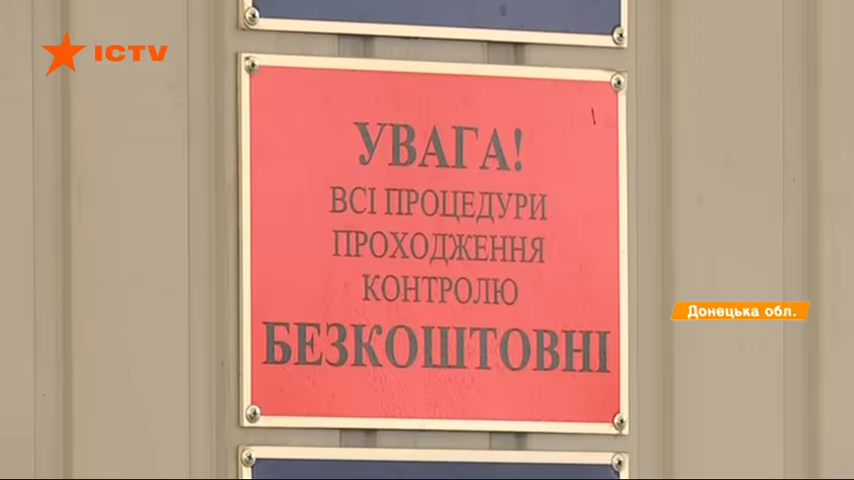 ICTV
УВАГА!
ВСІ ПРОЦЕДУРИ
ПРОХОДЖЕННЯ
КОНТРОЛЮ
БЕЗКОШТОВНІ
Донецька обл.